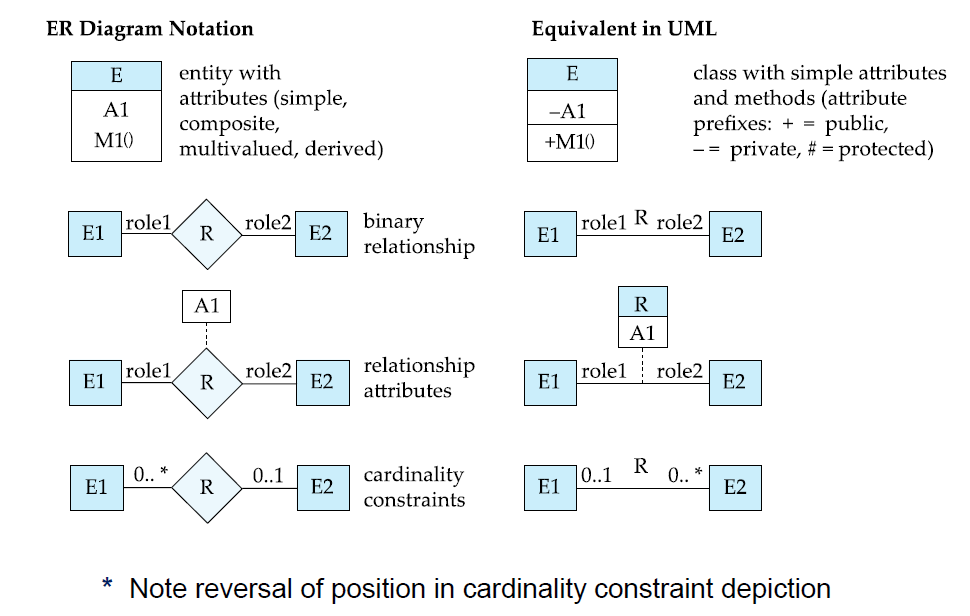 ER Diagram Notation
Equivalent in UML
E
A1
M1()
entity with
attributes (simple,
composite,
multivalued, derived)
E
–A1
+M1()
class with simple attributes
and methods (attribute
prefixes: + = public,
– = private, # = protected)
E1
role1
R
role2
E2
binary
relationship
E1
role1 R role2
E2
A1
E1
role1
R
role2
E2
relationship
attributes
R
A1
E1
role1
role2
E2
E1
0.. *
R
0..1
E2
cardinality
constraints
E1
0..1 R 0.. *
E2
* Note reversal of position in cardinality constraint depiction